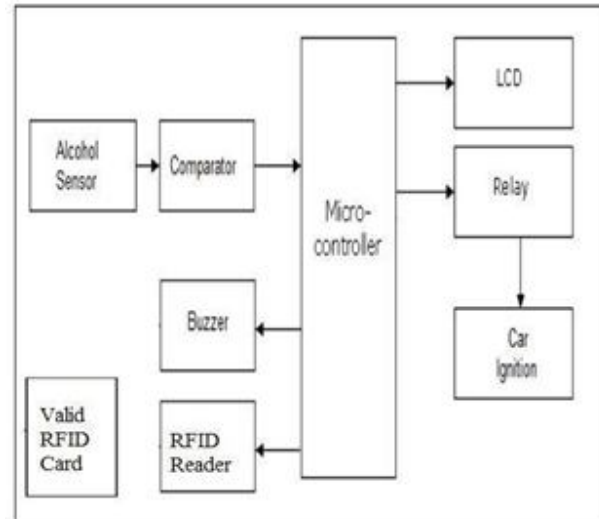 LCD
Alcohol
Sensor
Comparator
Relay
Micro-
controller
Buzzer
Car
Ignition
Valid
RFID
Card
RFID
Reader